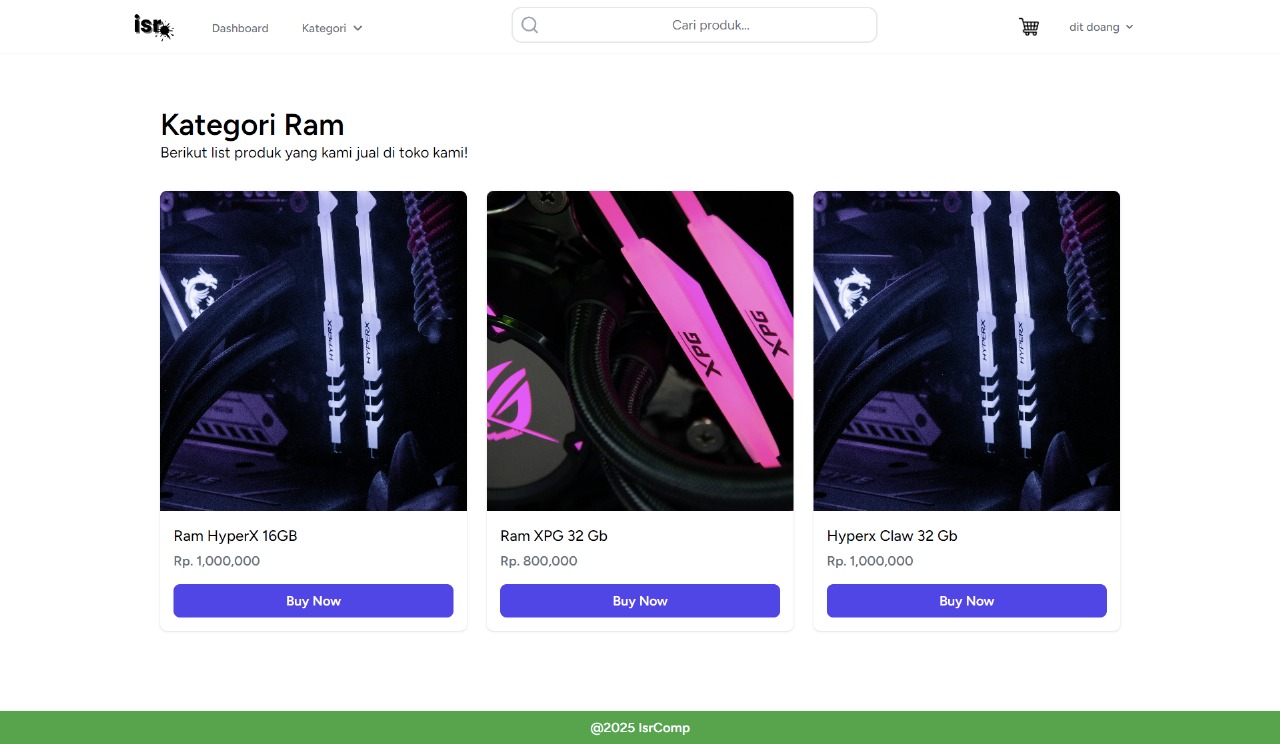 isr
Dashboard
Kategori
Cari produk...
dit doang
Kategori Ram
Berikut list produk yang kami jual di toko kami!
HYPERX
HYPERX
XPG
XPG
HYPERX
HYPERX
Ram HyperX 16GB
Rp. 1,000,000
Buy Now
Ram XPG 32 Gb
Rp. 800,000
Buy Now
Hyperx Claw 32 Gb
Rp. 1,000,000
Buy Now
@2025 IsrComp